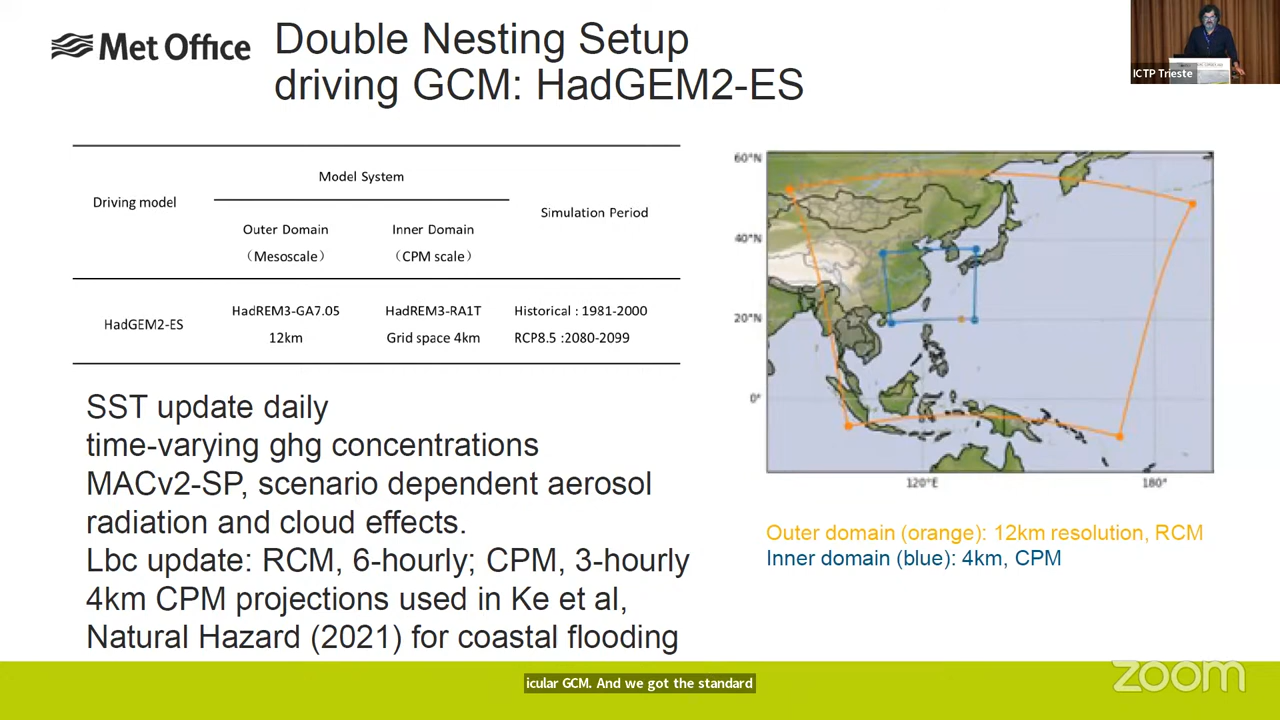 Met Office
Double Nesting Setup
driving GCM: HadGEM2-ES
ICTP Trieste
Driving model
Model System
Simulation Period
Outer Domain
(Mesoscale)
Inner Domain
(CPM scale)
HadGEM2-ES
HadREM3-GA7.05
12km
HadREM3-RA1T
Grid space 4km
Historical : 1981-2000
RCP8.5 :2080-2099
SST update daily
time-varying ghg concentrations
MACv2-SP, scenario dependent aerosol
radiation and cloud effects.
Lbc update: RCM, 6-hourly; CPM, 3-hourly
4km CPM projections used in Ke et al,
Natural Hazard (2021) for coastal flooding
60°N
40°N
20°N
0°
120°E
180°
Outer domain (orange): 12km resolution, RCM
Inner domain (blue): 4km, CPM
icular GCM. And we got the standard
zoom